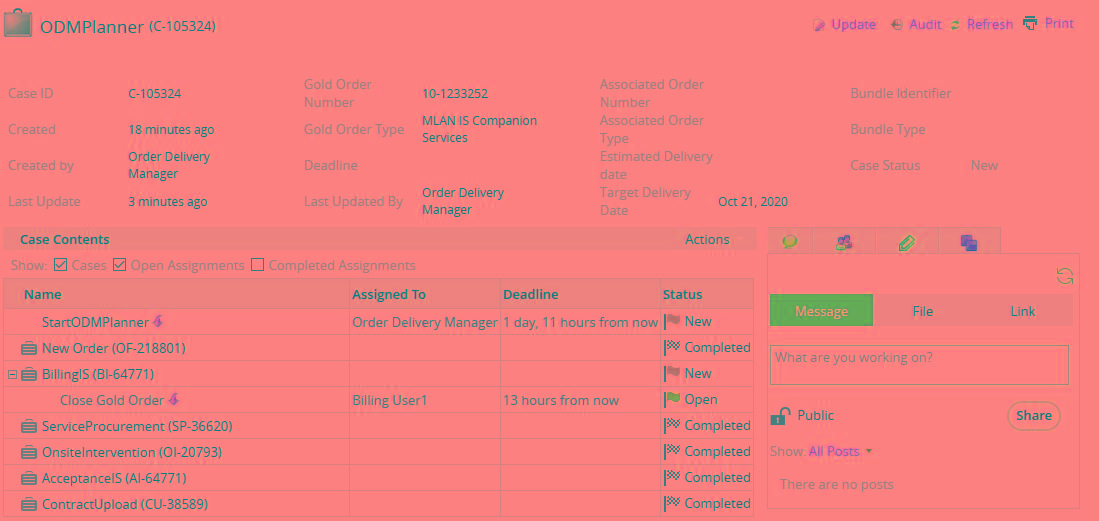 ODMPlanner (C-105324)
Update Audit Refresh Print
Case ID C-105324 Gold Order Number 10-1233252 Associated Order Number Bundle Identifier
Created 18 minutes ago Gold Order Type MLAN IS Companion Services Associated Order Type Bundle Type
Created by Order Delivery Manager Deadline Estimated Delivery date Case Status New
Last Update 3 minutes ago Last Updated By Order Delivery Manager Target Delivery Date Oct 21, 2020
Case Contents Actions
Show: Cases Open Assignments Completed Assignments
Name Assigned To Deadline Status
StartODMPlanner Order Delivery Manager 1 day, 11 hours from now New
New Order (OF-218801) Completed
BillingIS (BI-64771) New
Close Gold Order Billing User1 13 hours from now Open
ServiceProcurement (SP-36620) Completed
OnsiteIntervention (OI-20793) Completed
AcceptanceIS (AI-64771) Completed
ContractUpload (CU-38589) Completed
Message File Link
What are you working on?
Public Share
Show: All Posts
There are no posts